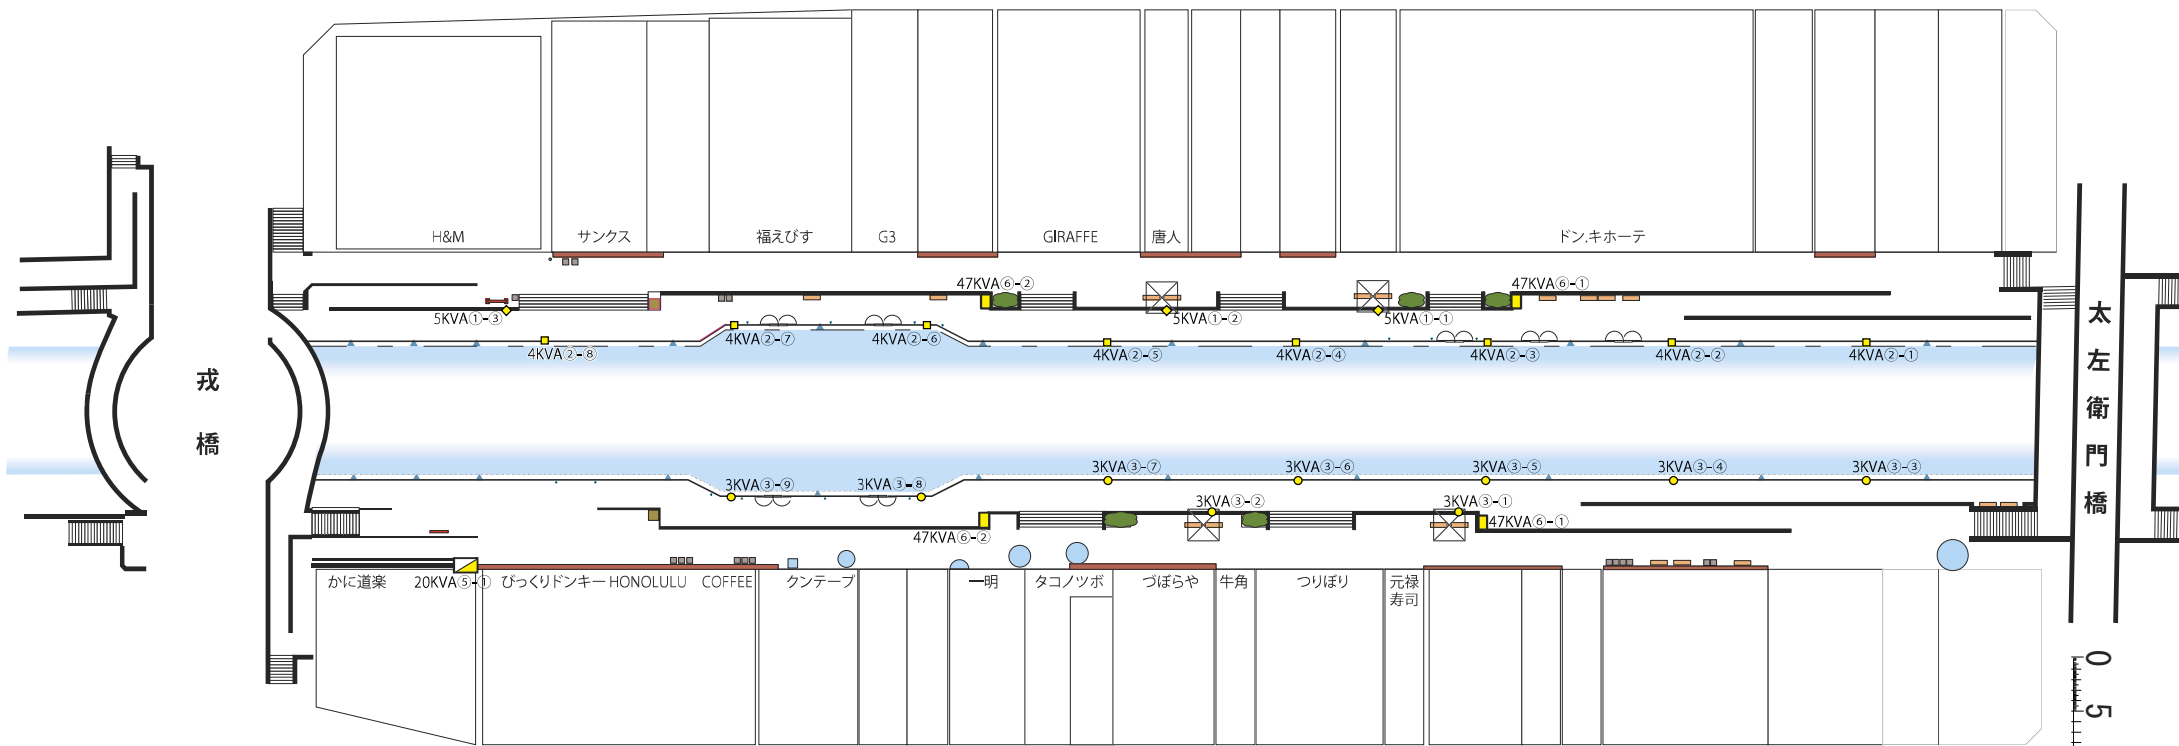 H&M
サンクス
福えびす
G3
GIRAFFE
唐人
ドン.キホーテ
47KVA⑥-②
47KVA⑥-①
5KVA①-③
5KVA①-②
5KVA①-①
4KVA②-⑧
4KVA②-⑦
4KVA②-⑥
4KVA②-⑤
4KVA②-④
4KVA②-③
4KVA②-②
4KVA②-①
戎橋
太左衛門橋
3KVA③-⑨
3KVA③-⑧
3KVA③-⑦
3KVA③-⑥
3KVA③-⑤
3KVA③-④
3KVA③-③
3KVA③-②
3KVA③-①
47KVA⑥-②
47KVA⑥-①
かに道楽
20KVA⑤-①
びっくりドンキー
HONOLULU COFFEE
クンテープ
一明
タコノツボ
づぼらや
牛角
つりぼり
元禄
寿司
0 5